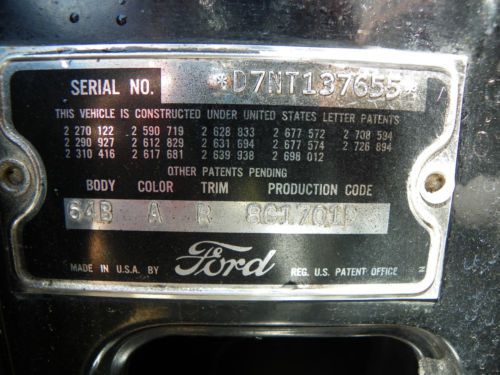 SERIAL NO. *D7NT137655*
THIS VEHICLE IS CONSTRUCTED UNDER UNITED STATES LETTER PATENTS
2 270 122 2 590 719 2 628 833 2 677 572 2 708 594
2 290 927 2 612 829 2 631 694 2 677 574 2 726 894
2 310 416 2 617 681 2 639 938 2 698 012
OTHER PATENTS PENDING
BODY COLOR TRIM PRODUCTION CODE
64B A R
MADE IN U.S.A. BY Ford REG. U.S. PATENT OFFICE